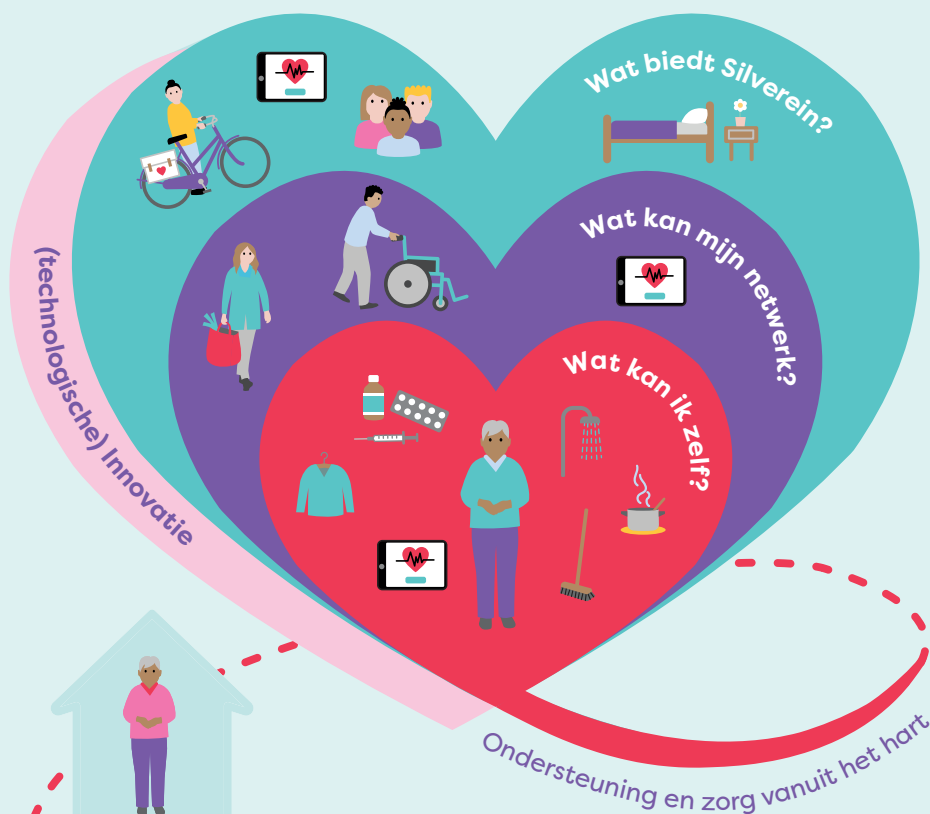 Wat biedt Silverein?
Wat kan mijn netwerk?
Wat kan ik zelf?
(technologische) Innovatie
Ondersteuning en zorg vanuit het hart